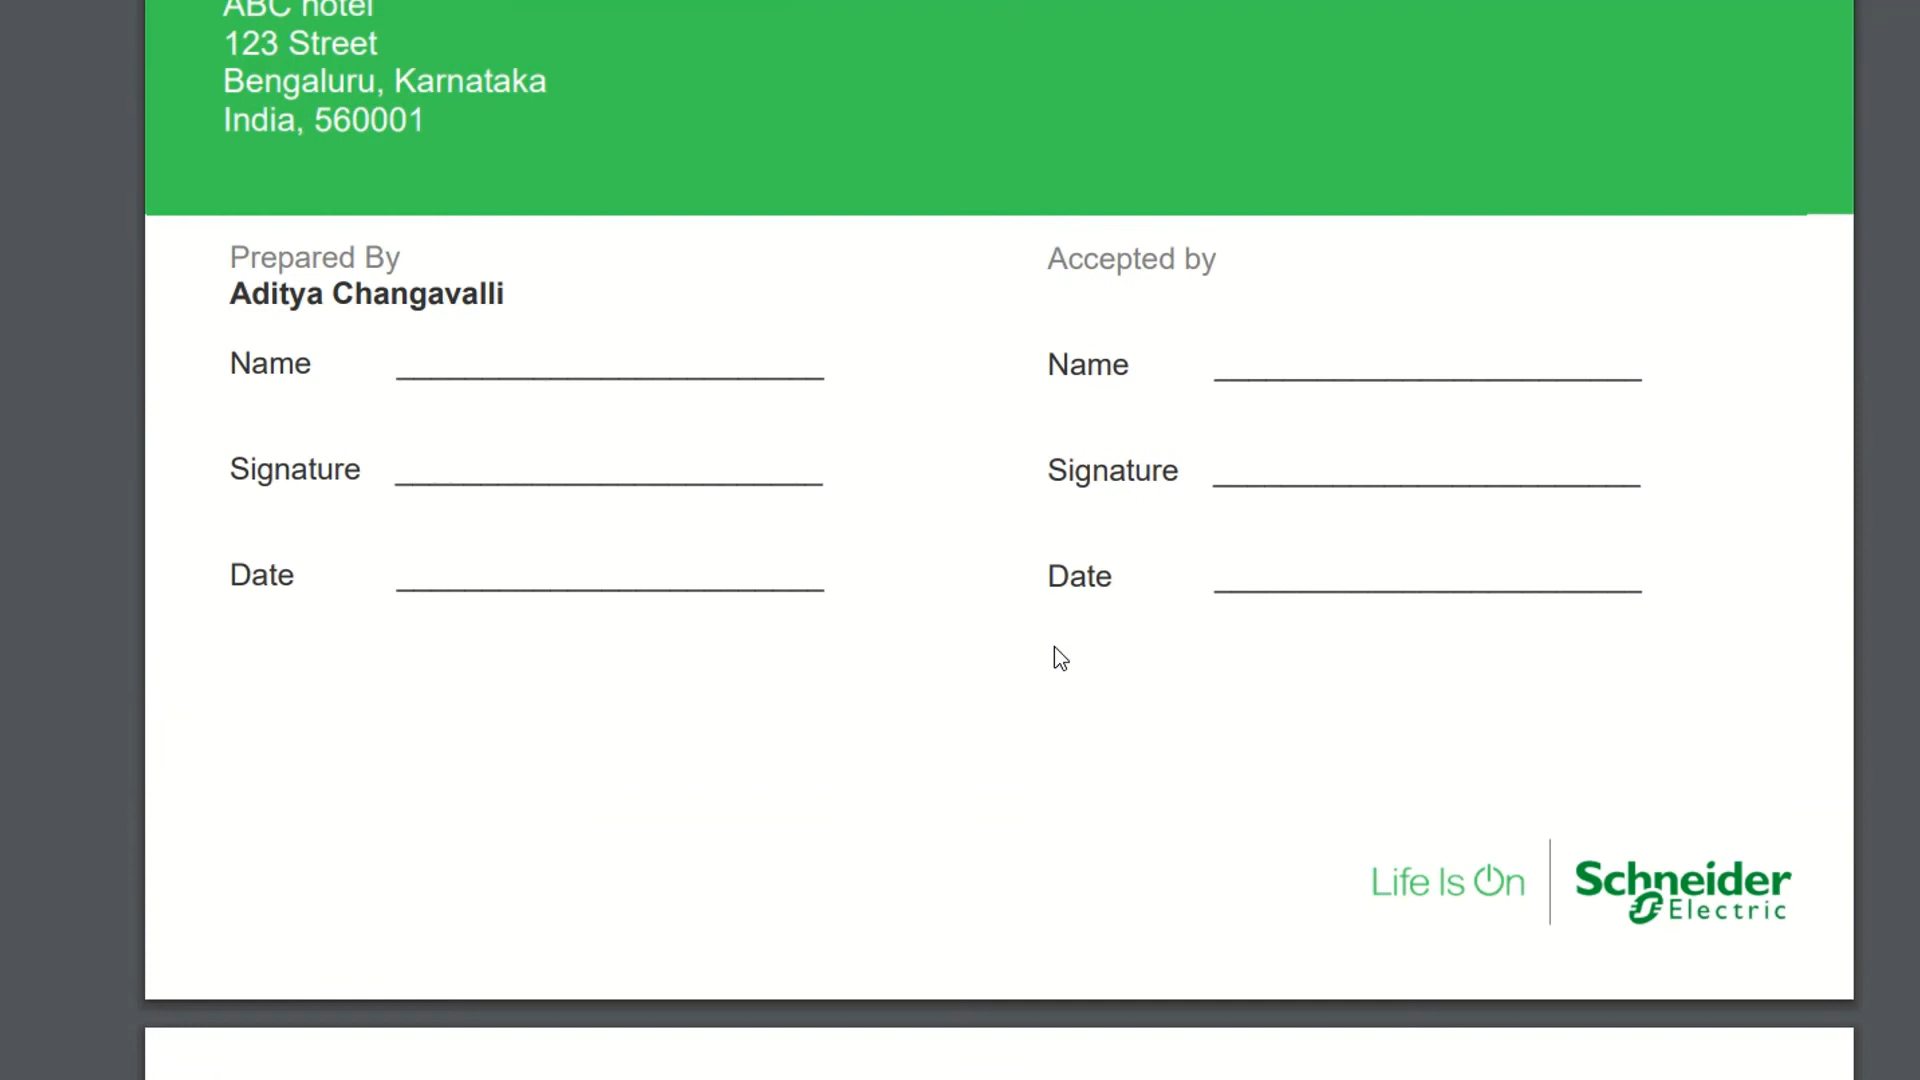 ABC hotel
123 Street
Bengaluru, Karnataka
India, 560001
Prepared By
Aditya Changavalli
Name
Signature
Date
Accepted by
Name
Signature
Date
Life Is On
Schneider
Electric